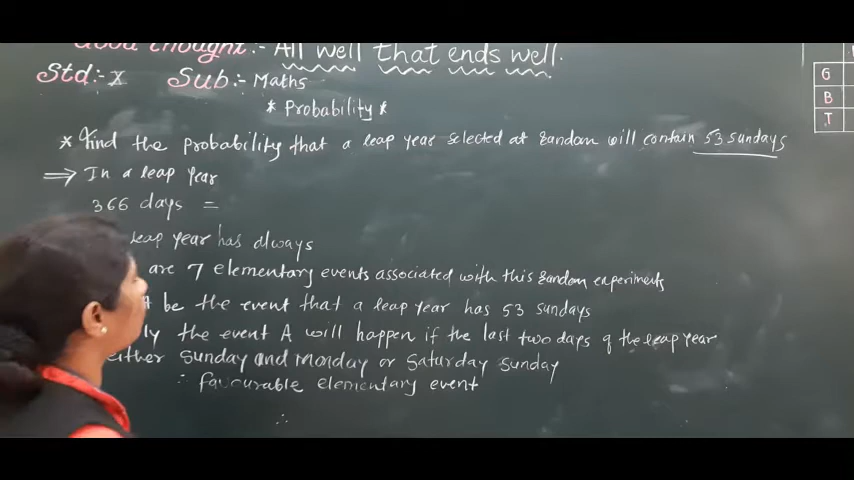 Good thought:- All well that ends well.
Std:- X Sub:- Maths
* Probability *
* Find the probability that a leap year selected at random will contain 53 sundays
⇒ In a leap year
366 days =
leap year has always
are 7 elementary events associated with this random experiments
A be the event that a leap year has 53 sundays
ly the event A will happen if the last two days of the leap year
either Sunday and Monday or Saturday Sunday
∴ favourable elementary event
∴
G
B
T